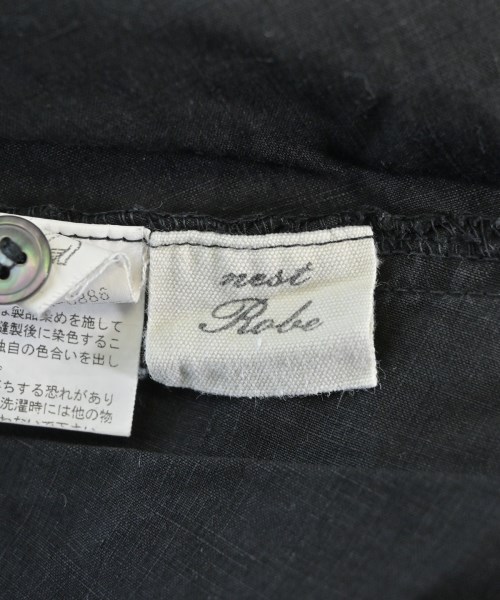 nest
Robe
な製品染めを施して
縫製後に染色するこ
独自の色合いを出し
ちする恐れがあり
洗濯時には他の物